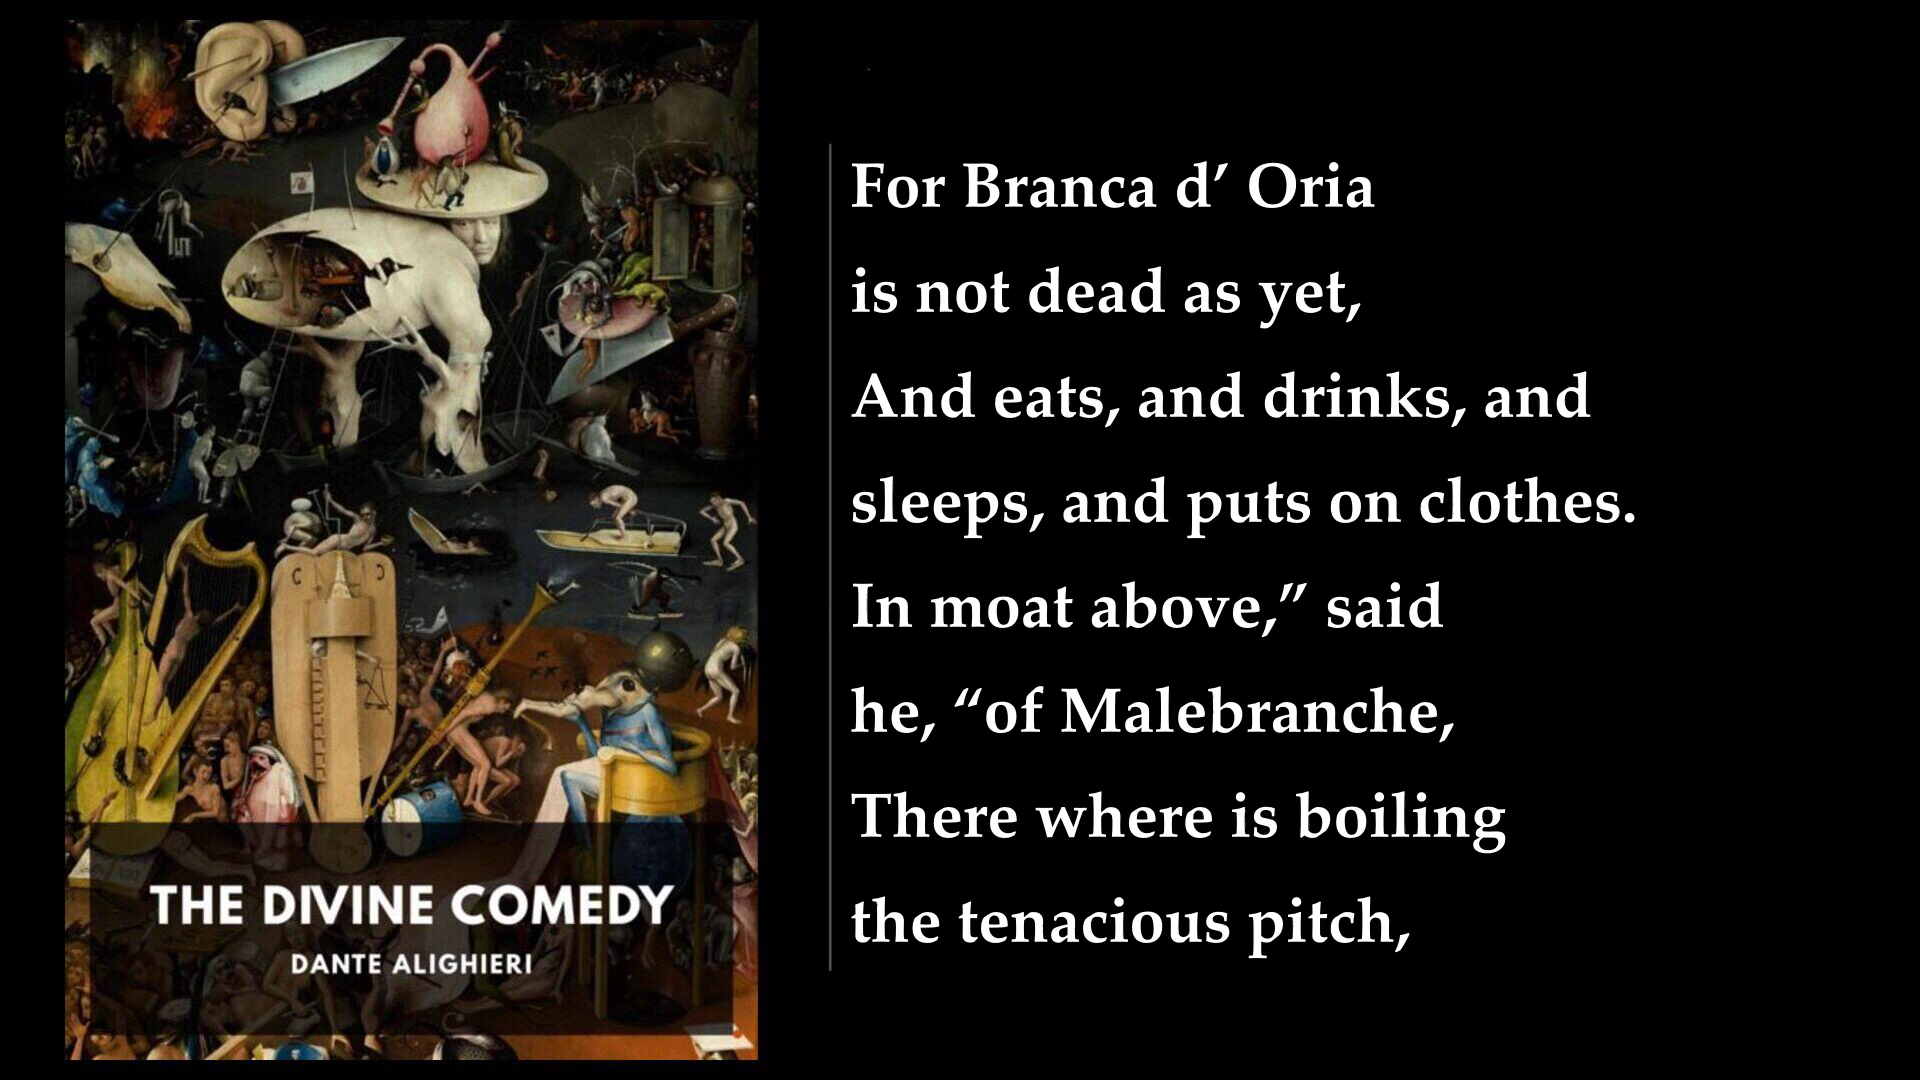 THE DIVINE COMEDY
DANTE ALIGHIERI
For Branca d’ Oria
is not dead as yet,
And eats, and drinks, and
sleeps, and puts on clothes.
In moat above,” said
he, “of Malebranche,
There where is boiling
the tenacious pitch,